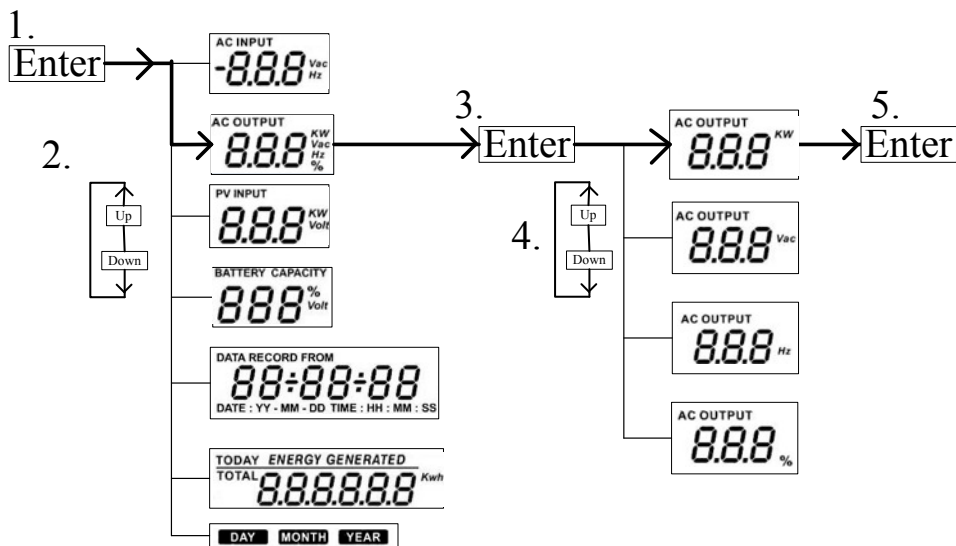 1.
Enter
AC INPUT
-8.8.8 Vac
Hz
AC OUTPUT
8.8.8 KW
Vac
Hz
%
2.
Up
Down
PV INPUT
8.8.8 KW
Volt
BATTERY CAPACITY
888 %
Volt
DATA RECORD FROM
88:88:88
DATE : YY - MM - DD TIME : HH : MM : SS
TODAY ENERGY GENERATED
TOTAL 8.8.8.8.8.8 Kwh
DAY MONTH YEAR
3.
Enter
4.
Up
Down
AC OUTPUT
8.8.8 KW
AC OUTPUT
8.8.8 Vac
AC OUTPUT
8.8.8 Hz
AC OUTPUT
8.8.8 %
5.
Enter